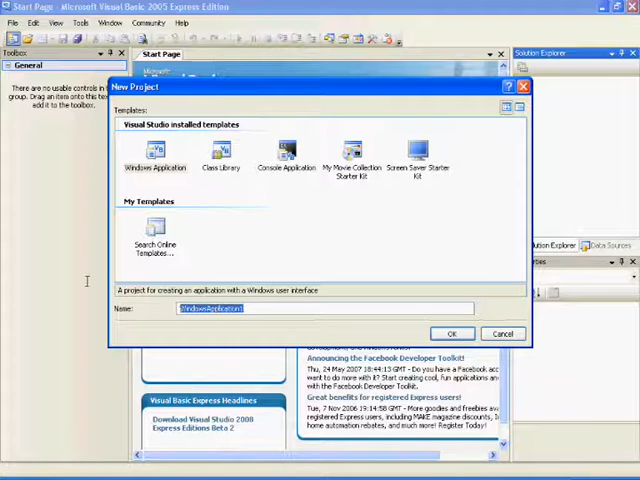 Start Page - Microsoft Visual Basic 2005 Express Edition
File Edit View Tools Window Community Help
Toolbox
General
There are no usable controls in t
group. Drag an item onto this tex
add it to the toolbox.
Start Page
Microsoft
Solution Explorer
New Project
Templates:
Visual Studio installed templates
Windows Application
Class Library
Console Application
My Movie Collection
Starter Kit
Screen Saver Starter
Kit
My Templates
Search Online
Templates...
A project for creating an application with a Windows user interface
Name:
WindowsApplication1
OK
Cancel
ution Explorer
Data Sources
erties
Announcing the Facebook Developer Toolkit!
Thu, 24 May 2007 18:44:13 GMT - Do you have a Facebook
want to do more with it? Start creating cool, fun applications an
with the Facebook Developer Toolkit.
Great benefits for registered Express users!
Tue, 7 Nov 2006 19:14:58 GMT - More goodies and freebies av
registered Express users, including MAKE magazine discounts, I
home automation rebates, and much more! Register Today!
Visual Basic Express Headlines
Download Visual Studio 2008
Express Editions Beta 2